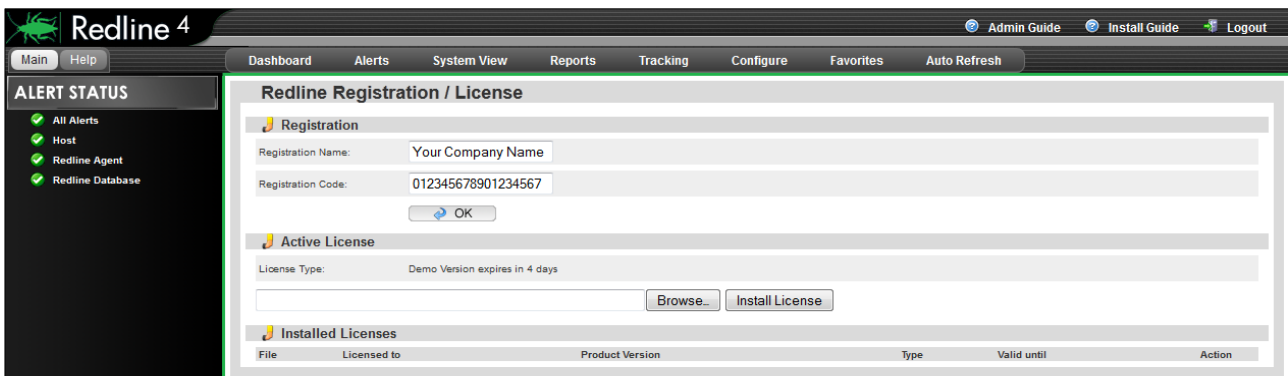 Redline 4
Admin Guide Install Guide Logout
Main Help
Dashboard Alerts System View Reports Tracking Configure Favorites Auto Refresh
ALERT STATUS
All Alerts
Host
Redline Agent
Redline Database
Redline Registration / License
Registration
Registration Name: Your Company Name
Registration Code: 012345678901234567
OK
Active License
License Type: Demo Version expires in 4 days
Browse... Install License
Installed Licenses
File Licensed to Product Version Type Valid until Action